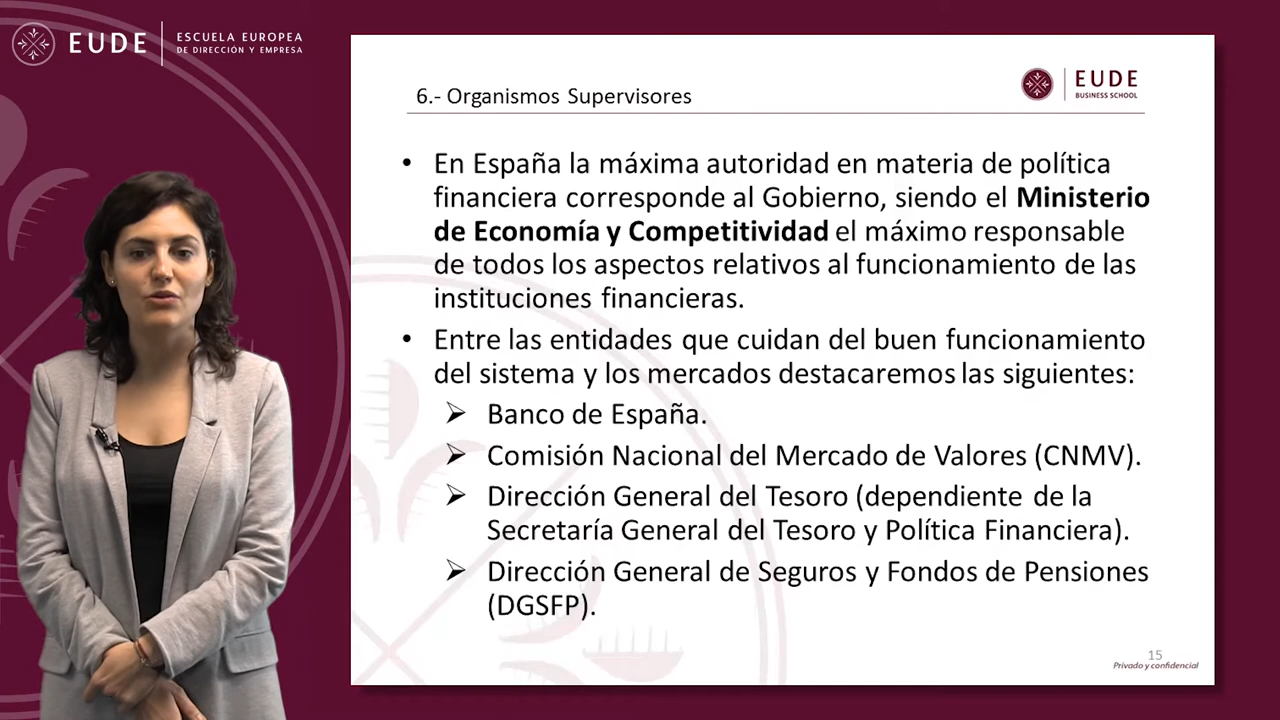 EUDE
ESCUELA EUROPEA
DE DIRECCIÓN Y EMPRESA
6.- Organismos Supervisores
EUDE
BUSINESS SCHOOL
• En España la máxima autoridad en materia de política
financiera corresponde al Gobierno, siendo el Ministerio
de Economía y Competitividad el máximo responsable
de todos los aspectos relativos al funcionamiento de las
instituciones financieras.
• Entre las entidades que cuidan del buen funcionamiento
del sistema y los mercados destacaremos las siguientes:
➢ Banco de España.
➢ Comisión Nacional del Mercado de Valores (CNMV).
➢ Dirección General del Tesoro (dependiente de la
Secretaría General del Tesoro y Política Financiera).
➢ Dirección General de Seguros y Fondos de Pensiones
(DGSFP).
15
Privado y confidencial